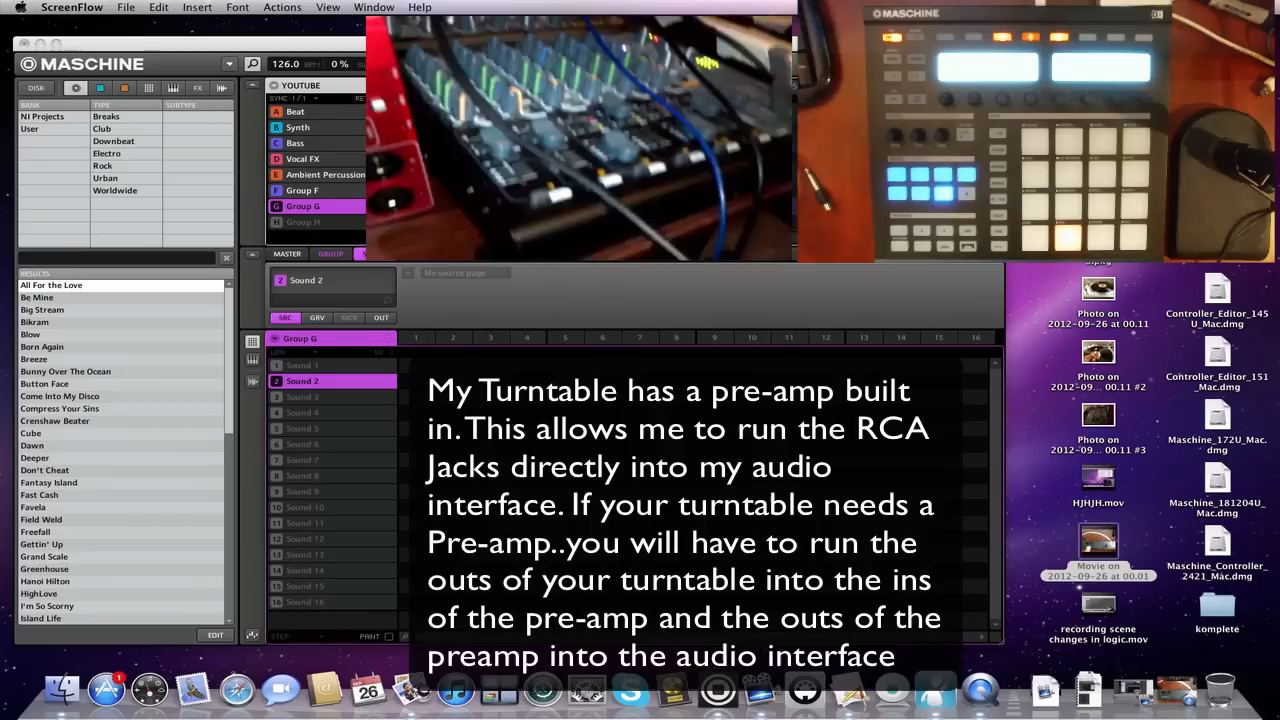 ScreenFlow File Edit Insert Font Actions View Window Help
MASCHINE
126.0 BPM 0 %
DISK
FX
BANK TYPE SUBTYPE
NI Projects Breaks
User Club
Downbeat
Electro
Rock
Urban
Worldwide
RESULTS
All For the Love
Be Mine
Big Stream
Bikram
Blow
Born Again
Breeze
Bunny Over The Ocean
Button Face
Come Into My Disco
Compress Your Sins
Crenshaw Beater
Cube
Dawn
Deeper
Don't Cheat
Fantasy Island
Fast Cash
Favela
Field Weld
Freefall
Gettin' Up
Grand Scale
Greenhouse
Hanoi Hilton
HighLove
I'm So Scorny
Island Life
EDIT
YOUTUBE
SYNC 1/1
A Beat
B Synth
C Bass
D Vocal FX
E Ambient Percussion
F Group F
G Group G
H Group H
MASTER GROUP
2 Sound 2
No source page
SRC GRV MCB OUT
Group G
1 2 3 4 5 6 7 8 9 10 11 12 13 14 15 16
1 Sound 1
2 Sound 2
3 Sound 3
4 Sound 4
5 Sound 5
6 Sound 6
7 Sound 7
8 Sound 8
9 Sound 9
10 Sound 10
11 Sound 11
12 Sound 12
13 Sound 13
14 Sound 14
15 Sound 15
16 Sound 16
STEP: PAINT
My Turntable has a pre-amp built
in. This allows me to run the RCA
Jacks directly into my audio
interface. If your turntable needs a
Pre-amp..you will have to run the
outs of your turntable into the ins
of the pre-amp and the outs of the
preamp into the audio interface
MASCHINE
Photo on
2012-09-26 at 00.11
Photo on
2012-09-26 at ...11 #2
Photo on
2012-09-26 at ...11 #3
HJHJH.mov
Movie on
2012-09-26 at 00.01
recording scene
changes in logic.mov
Controller_Editor_145
U_Mac.dmg
Controller_Editor_151
_Mac.dmg
Maschine_172U_Mac.
dmg
Maschine_181204U_
Mac.dmg
Maschine_Controller_
2421_Mac.dmg
komplete
1
SEP
26